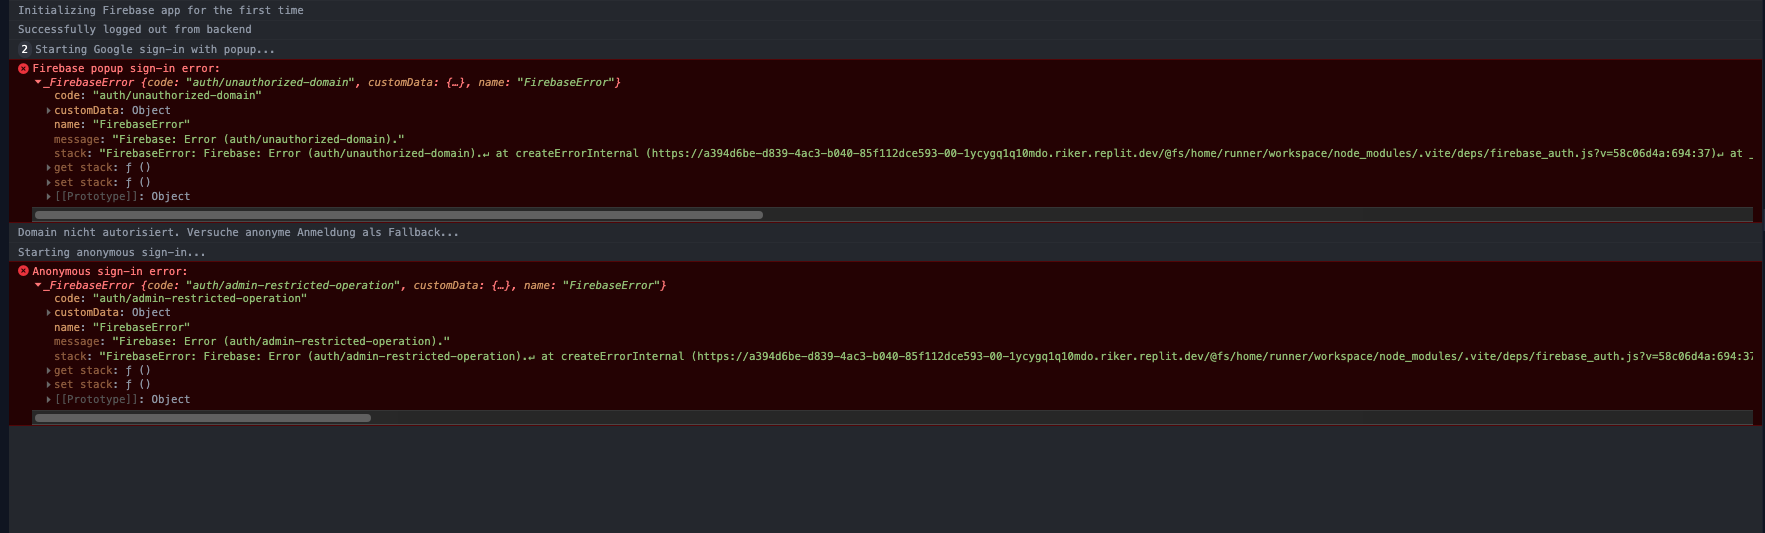 Initializing Firebase app for the first time
Successfully logged out from backend
2 Starting Google sign-in with popup...
Firebase popup sign-in error:
▼_FirebaseError {code: "auth/unauthorized-domain", customData: {…}, name: "FirebaseError"}
code: "auth/unauthorized-domain"
▶customData: Object
name: "FirebaseError"
message: "Firebase: Error (auth/unauthorized-domain)."
stack: "FirebaseError: Firebase: Error (auth/unauthorized-domain).↵ at createErrorInternal (https://a394d6be-d839-4ac3-b040-85f112dce593-00-1ycygq1q10mdo.riker.replit.dev/@fs/home/runner/workspace/node_modules/.vite/deps/firebase_auth.js?v=58c06d4a:694:37)↵ at _
▶get stack: ƒ ()
▶set stack: ƒ ()
▶[[Prototype]]: Object
Domain nicht autorisiert. Versuche anonyme Anmeldung als Fallback...
Starting anonymous sign-in...
Anonymous sign-in error:
▼_FirebaseError {code: "auth/admin-restricted-operation", customData: {…}, name: "FirebaseError"}
code: "auth/admin-restricted-operation"
▶customData: Object
name: "FirebaseError"
message: "Firebase: Error (auth/admin-restricted-operation)."
stack: "FirebaseError: Firebase: Error (auth/admin-restricted-operation).↵ at createErrorInternal (https://a394d6be-d839-4ac3-b040-85f112dce593-00-1ycygq1q10mdo.riker.replit.dev/@fs/home/runner/workspace/node_modules/.vite/deps/firebase_auth.js?v=58c06d4a:694:37
▶get stack: ƒ ()
▶set stack: ƒ ()
▶[[Prototype]]: Object